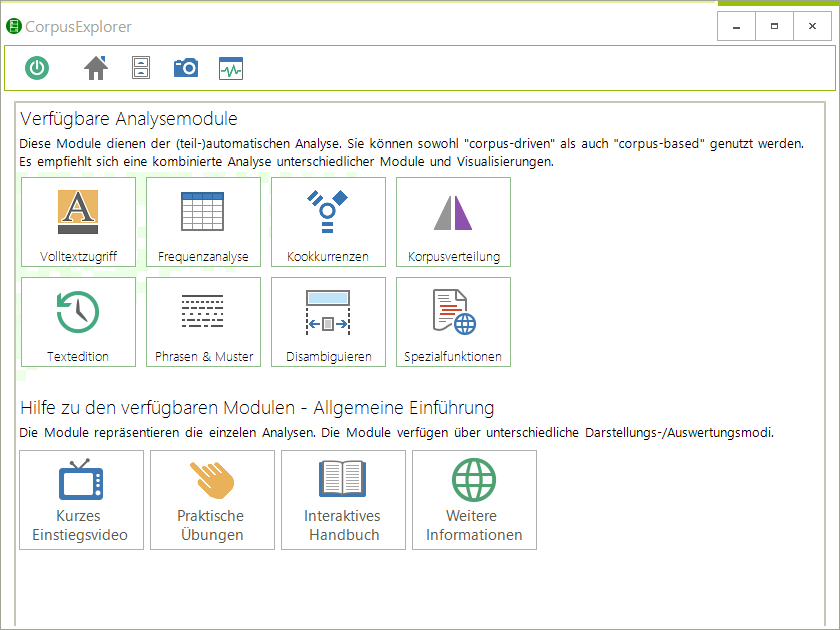 CorpusExplorer
Verfügbare Analysemodule
Diese Module dienen der (teil-)automatischen Analyse. Sie können sowohl "corpus-driven" als auch "corpus-based" genutzt werden.
Es empfiehlt sich eine kombinierte Analyse unterschiedlicher Module und Visualisierungen.
A
Volltextzugriff
Frequenzanalyse
Kookkurrenzen
Korpusverteilung
Textedition
Phrasen & Muster
Disambiguieren
Spezialfunktionen
Hilfe zu den verfügbaren Modulen - Allgemeine Einführung
Die Module repräsentieren die einzelen Analysen. Die Module verfügen über unterschiedliche Darstellungs-/Auswertungsmodi.
Kurzes
Einstiegsvideo
Praktische
Übungen
Interaktives
Handbuch
Weitere
Informationen